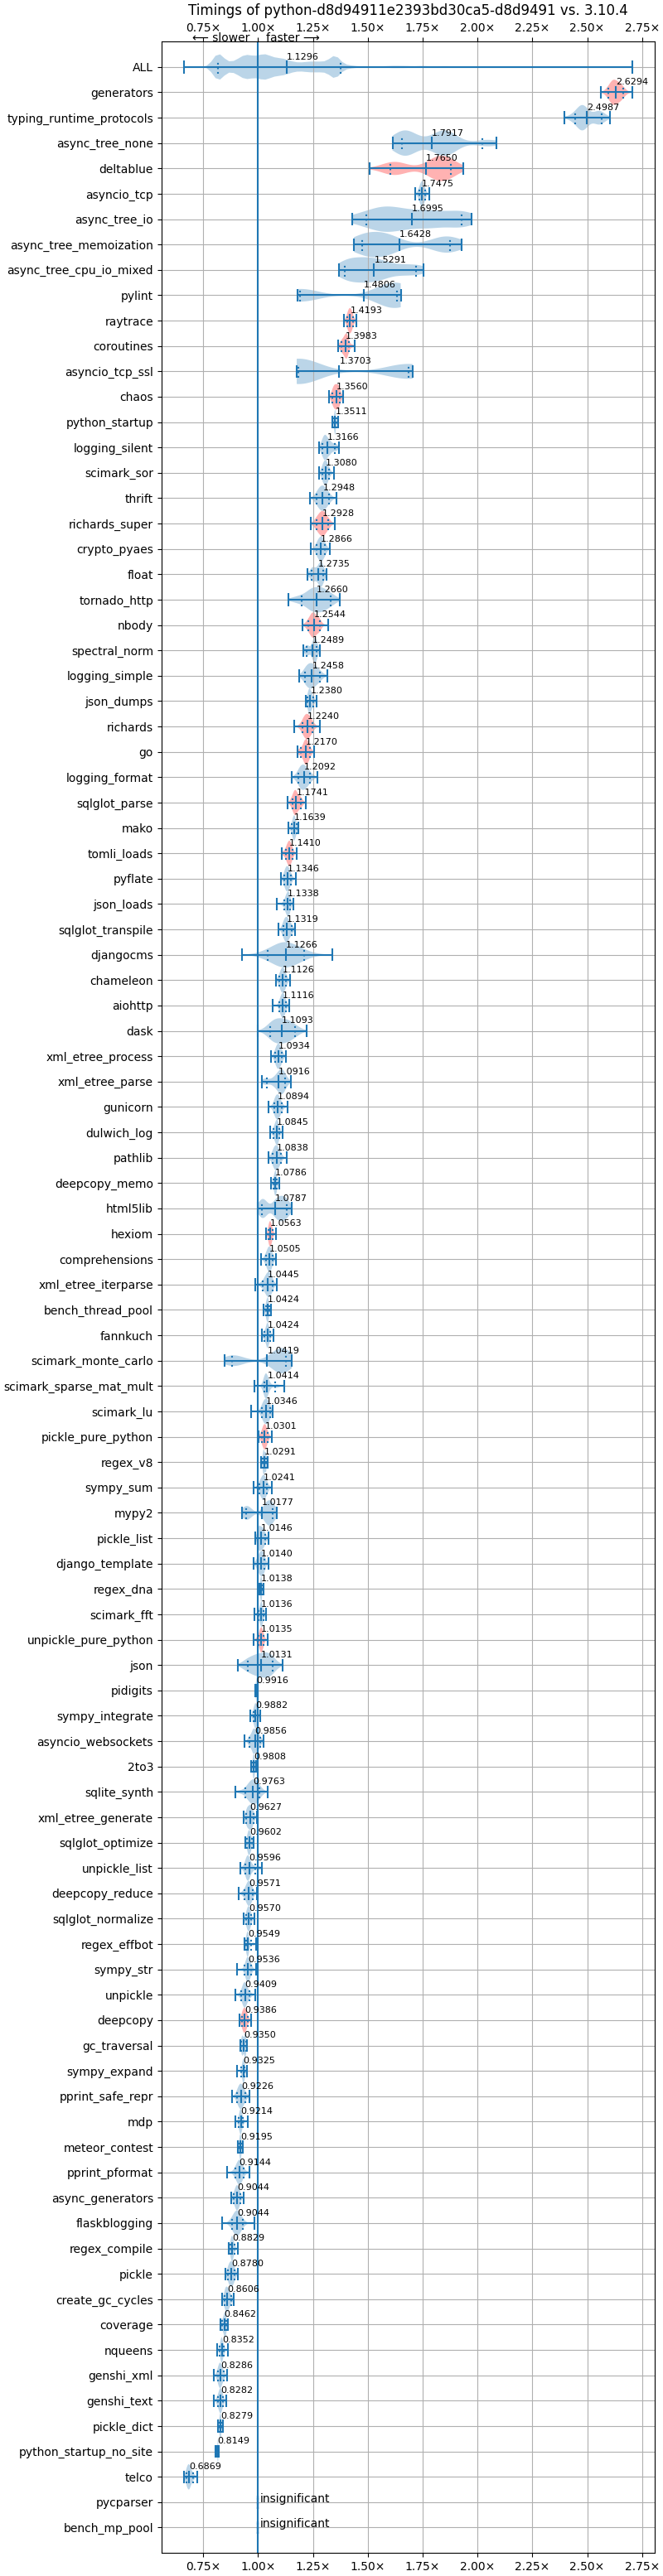 Timings of python-d8d94911e2393bd30ca5-d8d9491 vs. 3.10.4
0.75× 1.00× 1.25× 1.50× 1.75× 2.00× 2.25× 2.50× 2.75×
⟵ slower faster ⟶
ALL 1.1296
generators 2.6294
typing_runtime_protocols 2.4987
async_tree_none 1.7917
deltablue 1.7650
asyncio_tcp 1.7475
async_tree_io 1.6995
async_tree_memoization 1.6428
async_tree_cpu_io_mixed 1.5291
pylint 1.4806
raytrace 1.4193
coroutines 1.3983
asyncio_tcp_ssl 1.3703
chaos 1.3560
python_startup 1.3511
logging_silent 1.3166
scimark_sor 1.3080
thrift 1.2948
richards_super 1.2928
crypto_pyaes 1.2866
float 1.2735
tornado_http 1.2660
nbody 1.2544
spectral_norm 1.2489
logging_simple 1.2458
json_dumps 1.2380
richards 1.2240
go 1.2170
logging_format 1.2092
sqlglot_parse 1.1741
mako 1.1639
tomli_loads 1.1410
pyflate 1.1346
json_loads 1.1338
sqlglot_transpile 1.1319
djangocms 1.1266
chameleon 1.1126
aiohttp 1.1116
dask 1.1093
xml_etree_process 1.0934
xml_etree_parse 1.0916
gunicorn 1.0894
dulwich_log 1.0845
pathlib 1.0838
deepcopy_memo 1.0786
html5lib 1.0787
hexiom 1.0563
comprehensions 1.0505
xml_etree_iterparse 1.0445
bench_thread_pool 1.0424
fannkuch 1.0424
scimark_monte_carlo 1.0419
scimark_sparse_mat_mult 1.0414
scimark_lu 1.0346
pickle_pure_python 1.0301
regex_v8 1.0291
sympy_sum 1.0241
mypy2 1.0177
pickle_list 1.0146
django_template 1.0140
regex_dna 1.0138
scimark_fft 1.0136
unpickle_pure_python 1.0135
json 1.0131
pidigits 0.9916
sympy_integrate 0.9882
asyncio_websockets 0.9856
2to3 0.9808
sqlite_synth 0.9763
xml_etree_generate 0.9627
sqlglot_optimize 0.9602
unpickle_list 0.9596
deepcopy_reduce 0.9571
sqlglot_normalize 0.9570
regex_effbot 0.9549
sympy_str 0.9536
unpickle 0.9409
deepcopy 0.9386
gc_traversal 0.9350
sympy_expand 0.9325
pprint_safe_repr 0.9226
mdp 0.9214
meteor_contest 0.9195
pprint_pformat 0.9144
async_generators 0.9044
flaskblogging 0.9044
regex_compile 0.8829
pickle 0.8780
create_gc_cycles 0.8606
coverage 0.8462
nqueens 0.8352
genshi_xml 0.8286
genshi_text 0.8282
pickle_dict 0.8279
python_startup_no_site 0.8149
telco 0.6869
pycparser insignificant
bench_mp_pool insignificant
0.75× 1.00× 1.25× 1.50× 1.75× 2.00× 2.25× 2.50× 2.75×